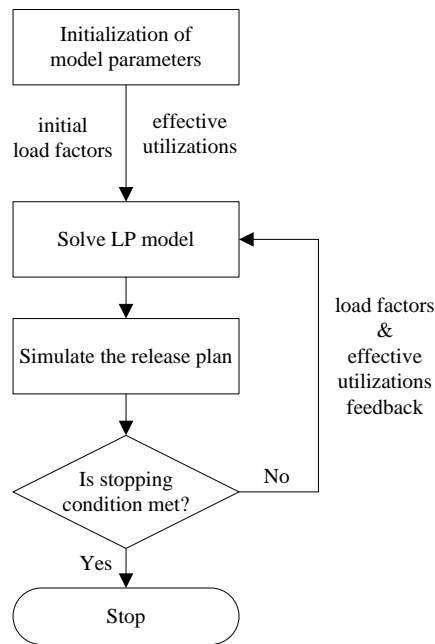 Initialization of
model parameters
initial
load factors
effective
utilizations
Solve LP model
Simulate the release plan
load factors
&
effective
utilizations
feedback
Is stopping
condition met?
No
Yes
Stop